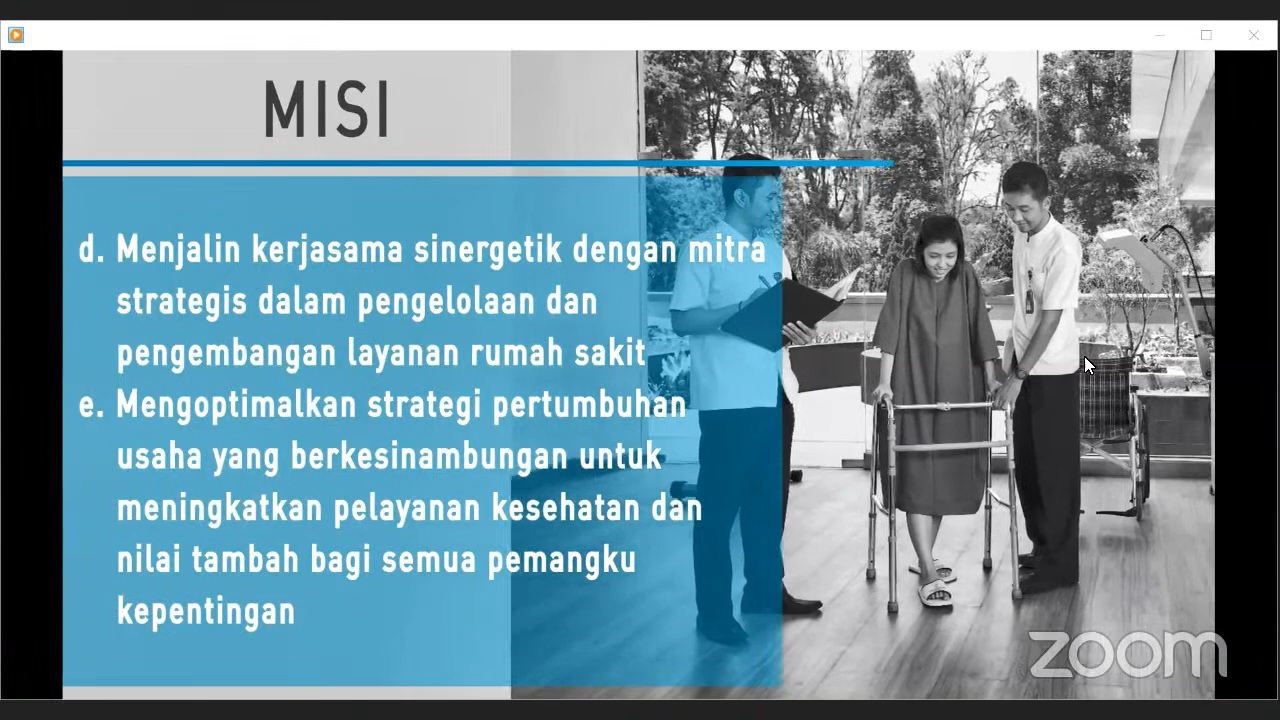 MISI
d. Menjalin kerjasama sinergetik dengan mitra
strategis dalam pengelolaan dan
pengembangan layanan rumah sakit
e. Mengoptimalkan strategi pertumbuhan
usaha yang berkesinambungan untuk
meningkatkan pelayanan kesehatan dan
nilai tambah bagi semua pemangku
kepentingan
zoom